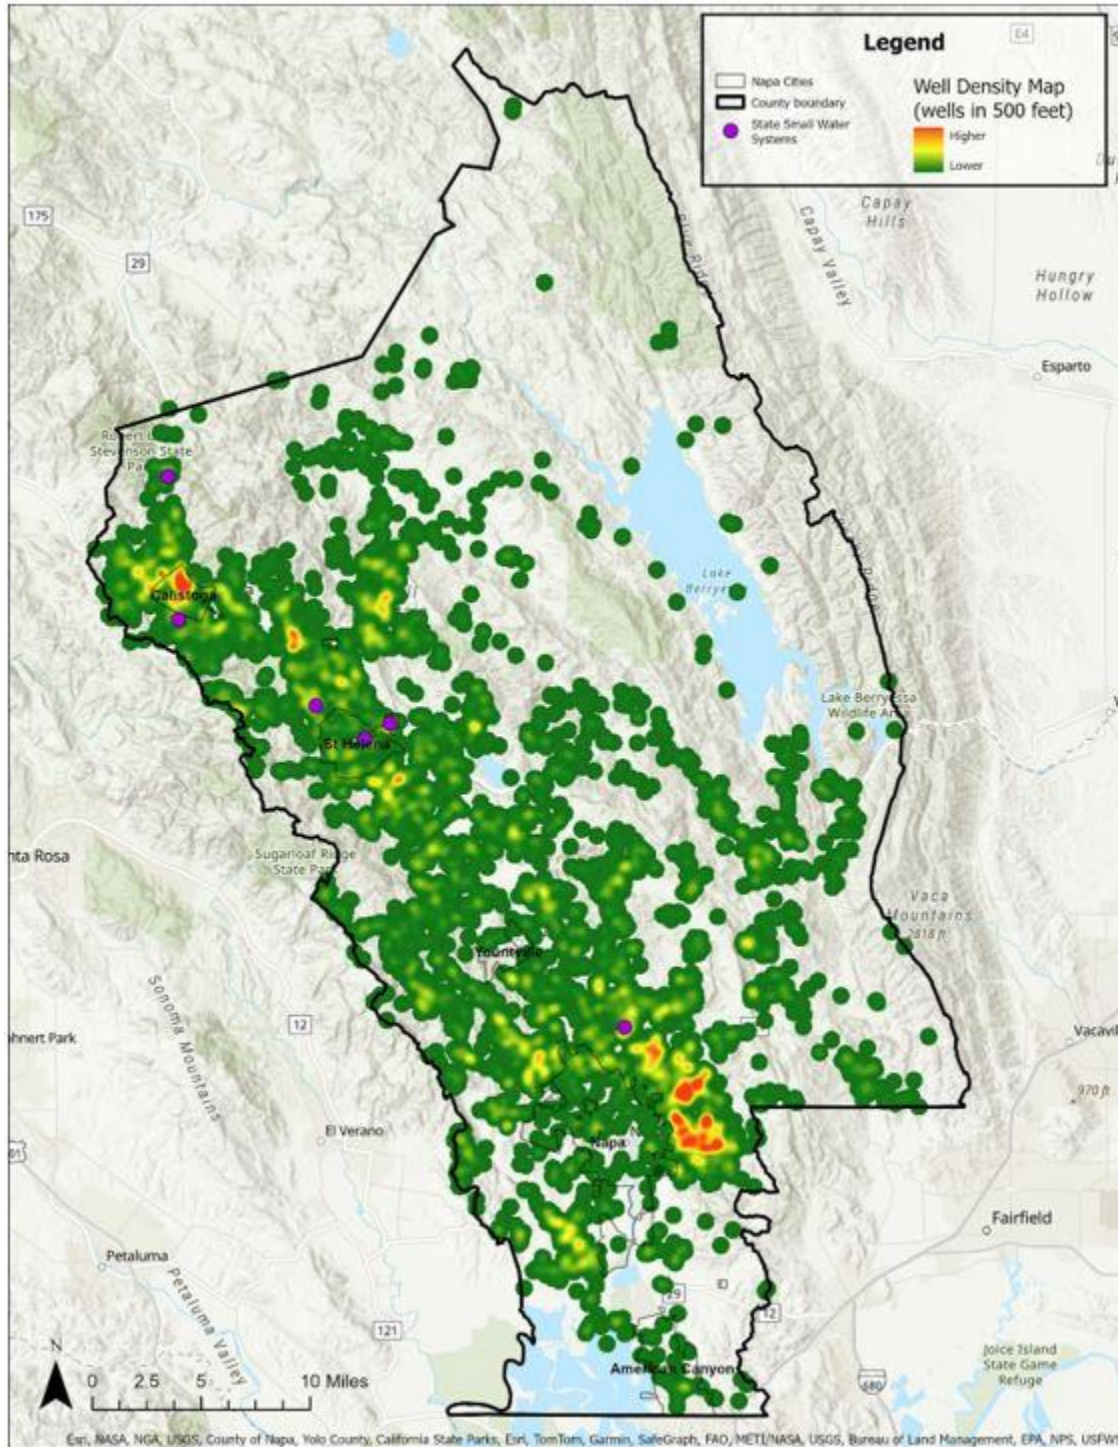 Legend
Napa Cities
County boundary
State Small Water
Systems
Well Density Map
(wells in 500 feet)
Higher
Lower
E4
175
29
Capay
Hills
Capay Valley
Hungry
Hollow
Esparto
Stevenson State
Calistoga
Lake
Lake Berryessa
Wildlife Area
St Helena
Sugarloaf Ridge
State Park
nta Rosa
Vaca
Mountains
2818 ft
Yountville
Sonoma Mountains
12
ohnert Park
Vacavil
970 ft
El Verano
Napa
Fairfield
Petaluma
Petaluma Valley
29
12
121
American Canyon
680
Joice Island
State Game
Refuge
N
0 2.5 5 10 Miles
Esri, NASA, NGA, USGS, County of Napa, Yolo County, California State Parks, Esri, TomTom, Garmin, SafeGraph, FAO, METI/NASA, USGS, Bureau of Land Management, EPA, NPS, USFW